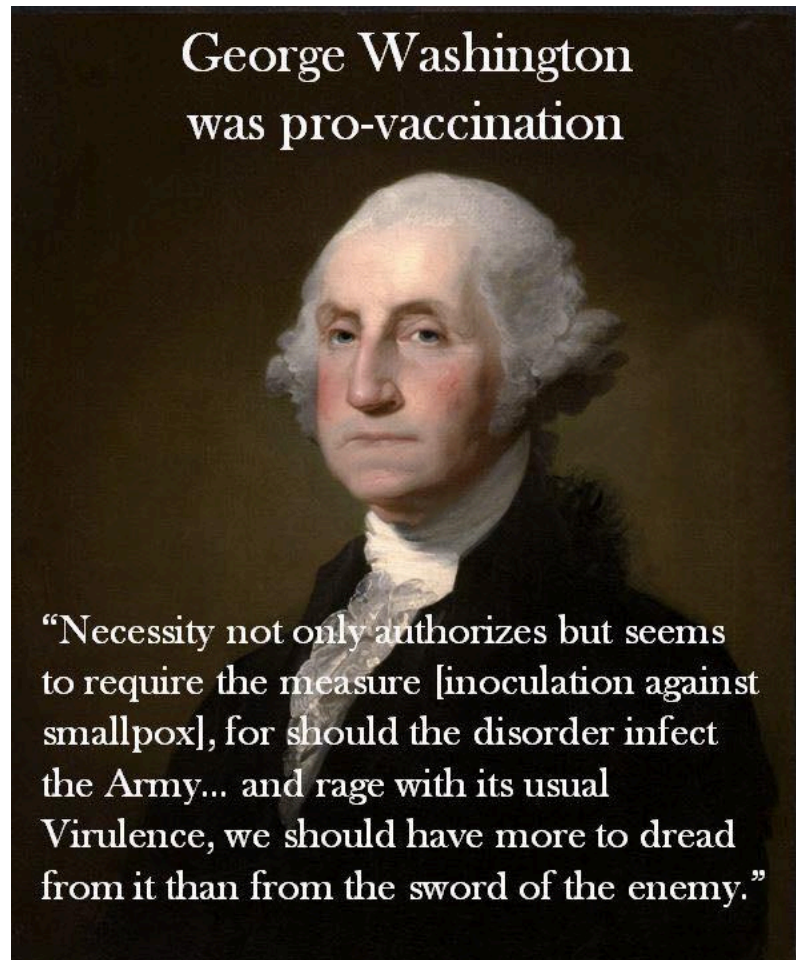 George Washington
was pro-vaccination
“Necessity not only authorizes but seems
to require the measure [inoculation against
smallpox], for should the disorder infect
the Army... and rage with its usual
Virulence, we should have more to dread
from it than from the sword of the enemy.”